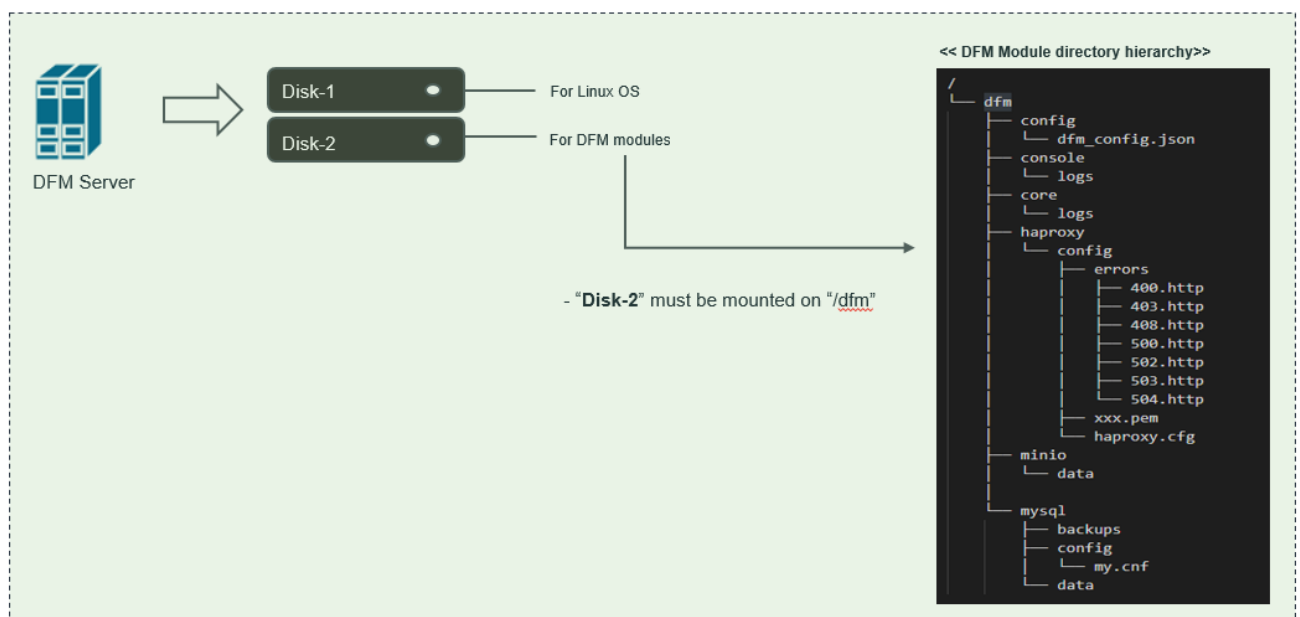 DFM Server
Disk-1
Disk-2
For Linux OS
For DFM modules
- “Disk-2” must be mounted on “/dfm”
<< DFM Module directory hierarchy>>
/
└── dfm
    ├── config
    │   └── dfm_config.json
    ├── console
    │   └── logs
    ├── core
    │   └── logs
    ├── haproxy
    │   └── config
    │       ├── errors
    │       │   ├── 400.http
    │       │   ├── 403.http
    │       │   ├── 408.http
    │       │   ├── 500.http
    │       │   ├── 502.http
    │       │   ├── 503.http
    │       │   └── 504.http
    │       ├── xxx.pem
    │       └── haproxy.cfg
    ├── minio
    │   └── data
    │
    └── mysql
        ├── backups
        ├── config
        │   └── my.cnf
        └── data